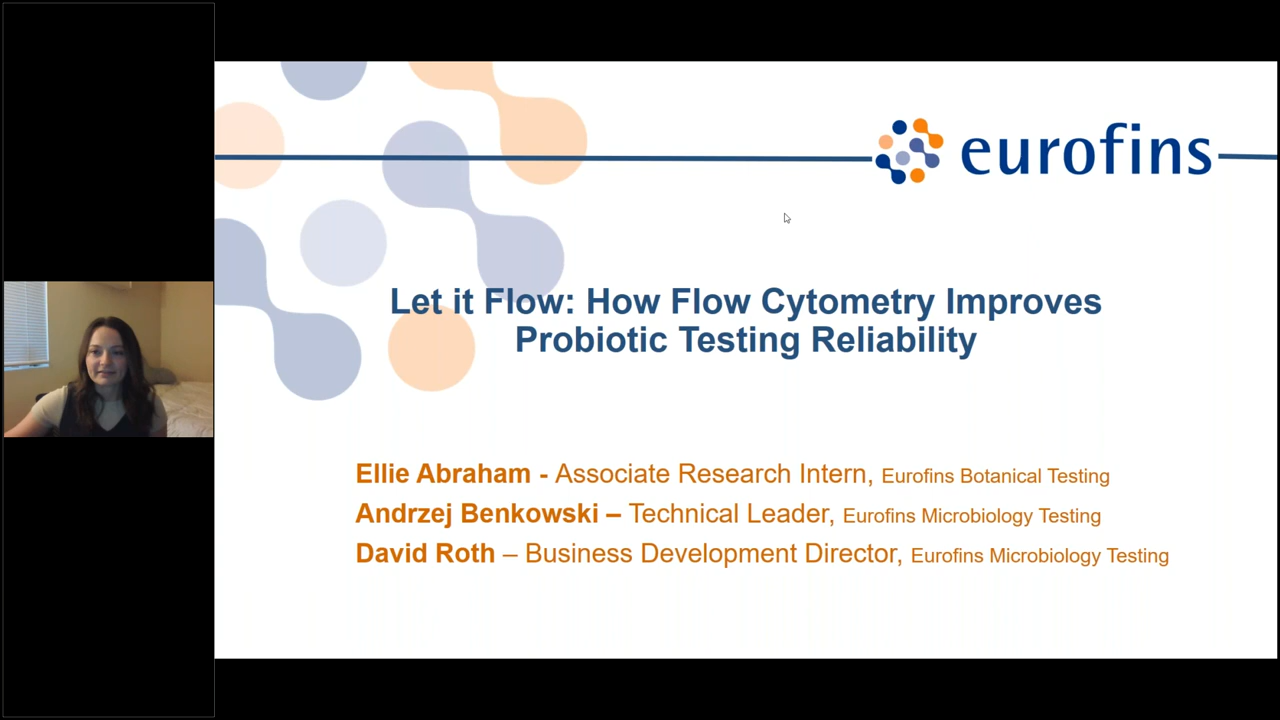 eurofins
Let it Flow: How Flow Cytometry Improves
Probiotic Testing Reliability
Ellie Abraham - Associate Research Intern, Eurofins Botanical Testing
Andrzej Benkowski – Technical Leader, Eurofins Microbiology Testing
David Roth – Business Development Director, Eurofins Microbiology Testing